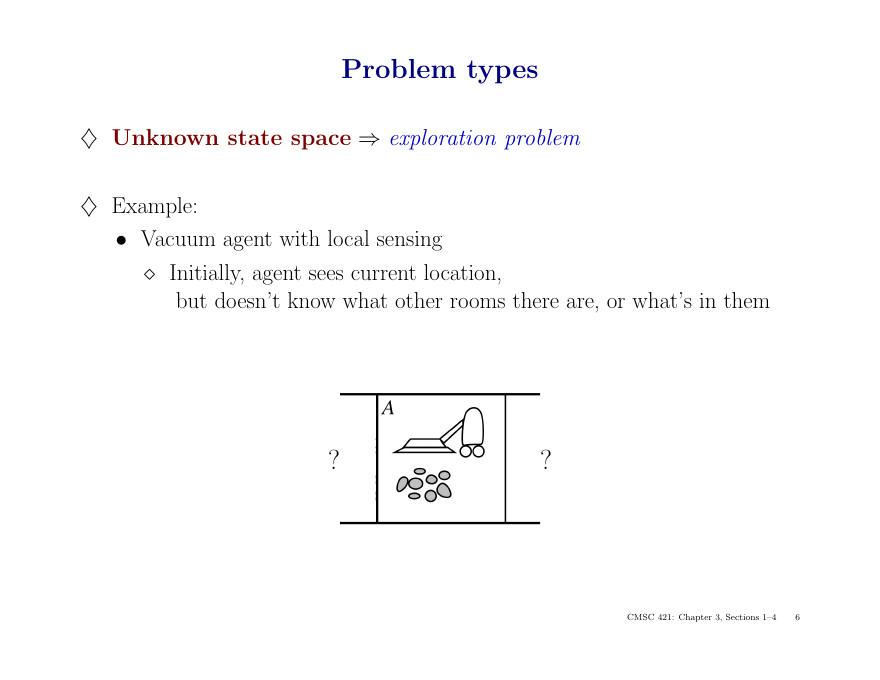 Problem types
♢ Unknown state space ⇒ exploration problem
♢ Example:
• Vacuum agent with local sensing
⋄ Initially, agent sees current location,
but doesn't know what other rooms there are, or what's in them
A
? ?
CMSC 421: Chapter 3, Sections 1–4 6